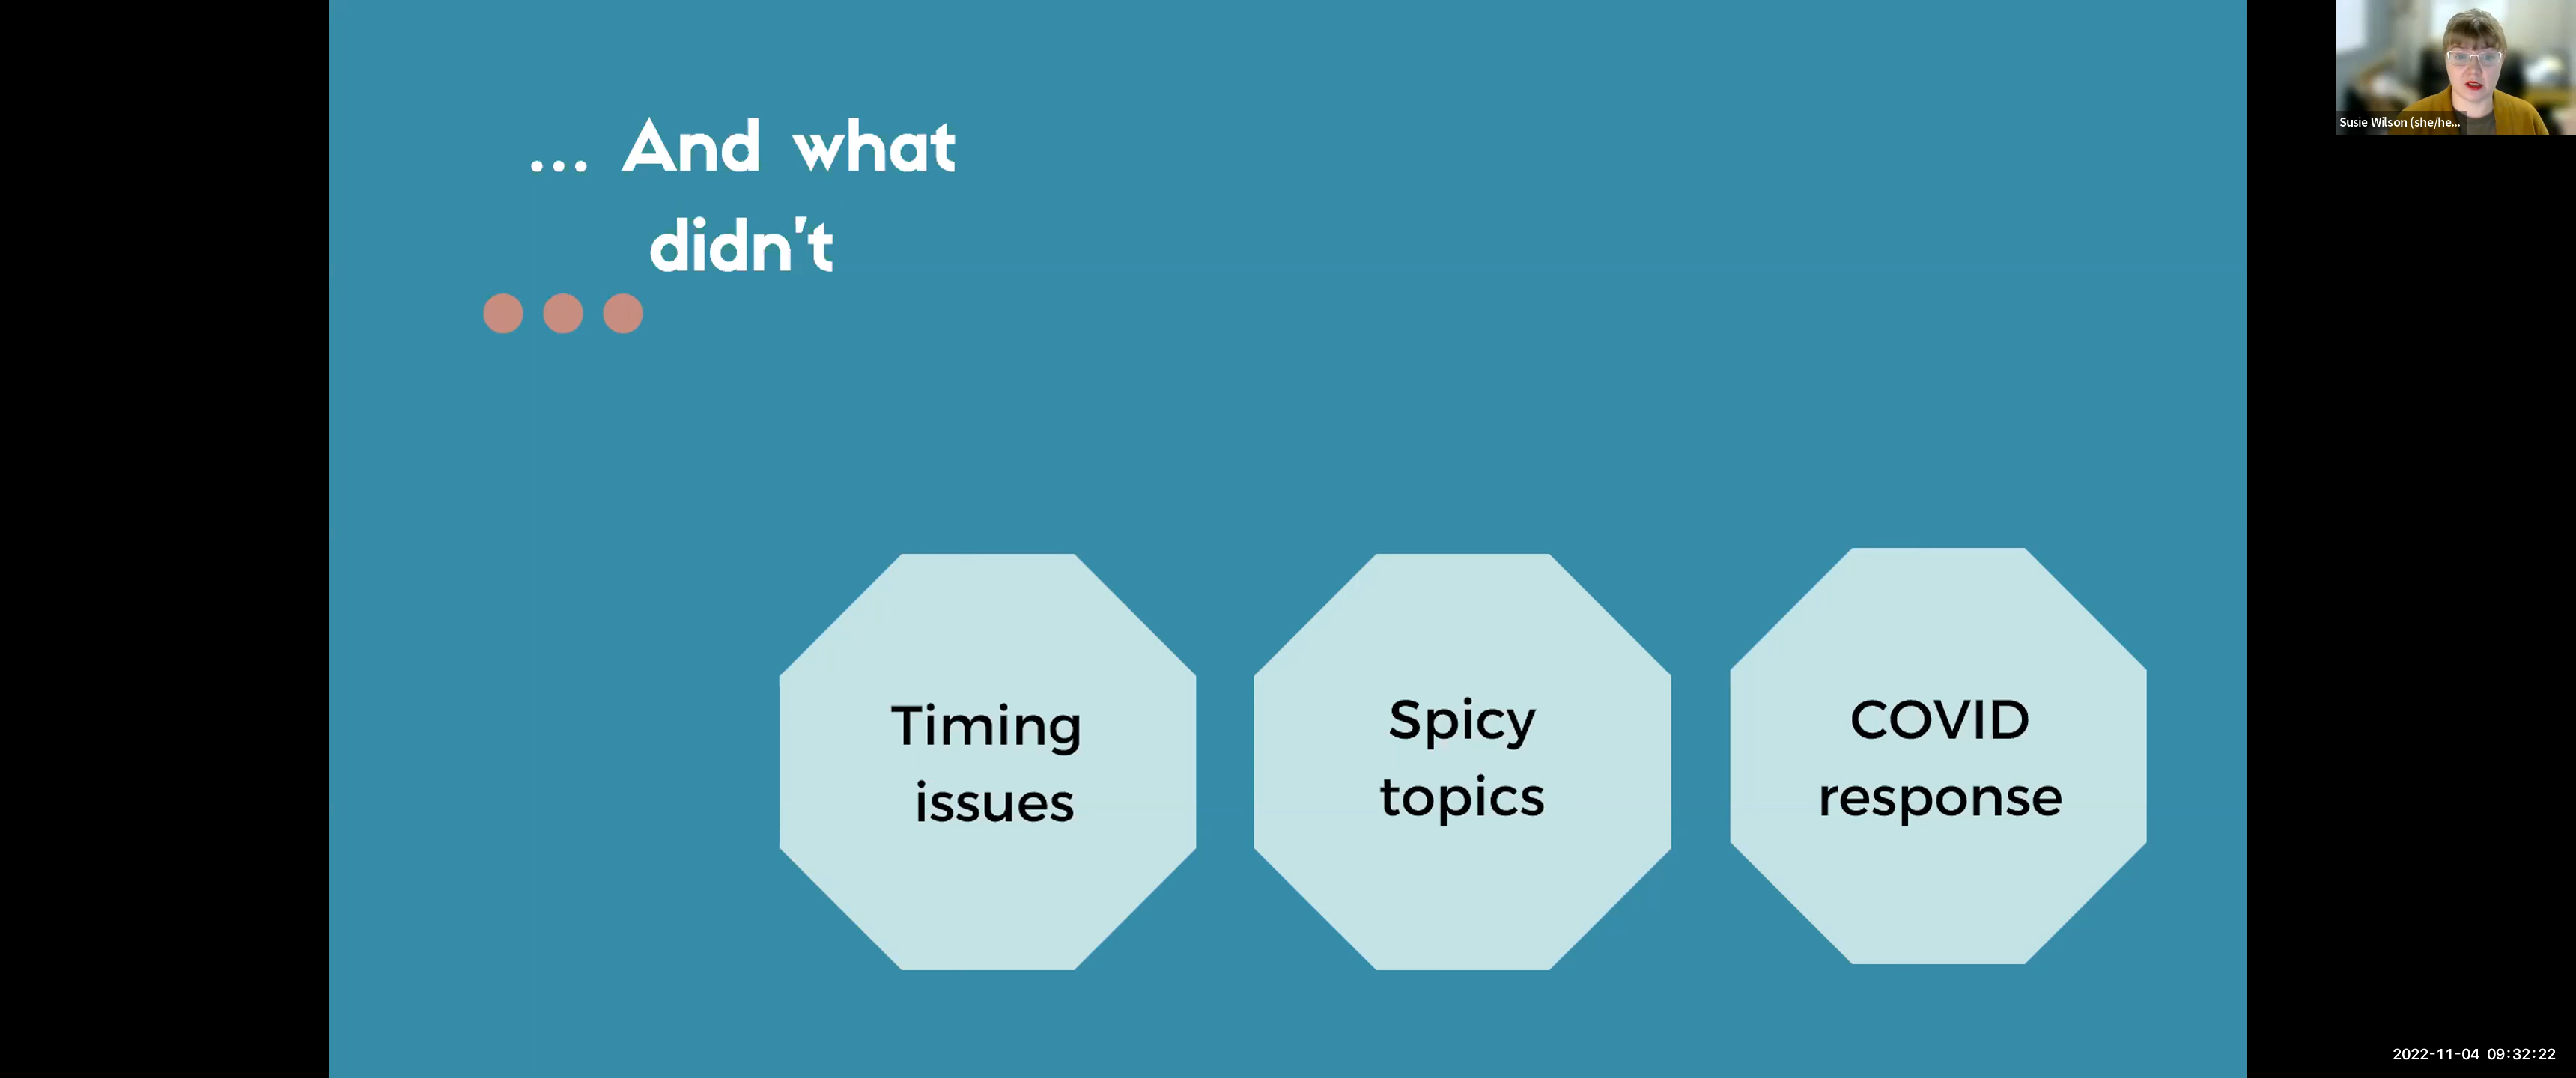 ... And what
didn't
Timing
issues
Spicy
topics
COVID
response
Susie Wilson (she/he...
2022-11-04 09:32:22